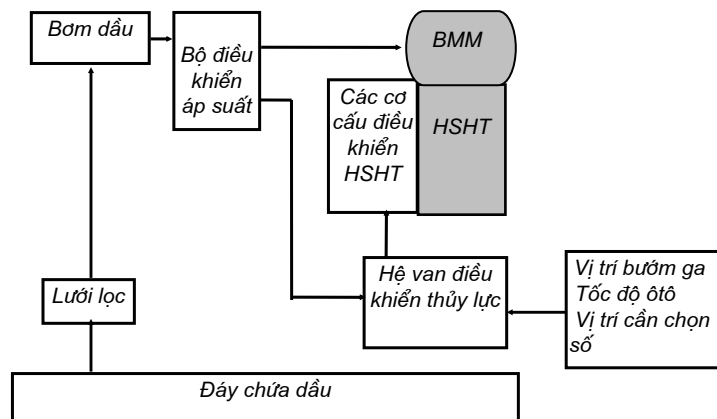 Bơm dầu
Bộ điều
khiển
áp suất
BMM
Các cơ
cấu điều
khiển
HSHT
HSHT
Hệ van điều
khiển thủy lực
Vị trí bướm ga
Tốc độ ôtô
Vị trí cần chọn
số
Lưới lọc
Đáy chứa dầu